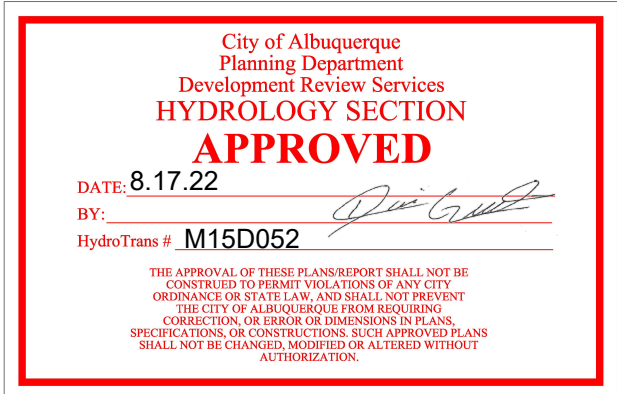 City of Albuquerque
Planning Department
Development Review Services
HYDROLOGY SECTION
APPROVED
DATE: 8.17.22
BY:
HydroTrans # M15D052
THE APPROVAL OF THESE PLANS/REPORT SHALL NOT BE
CONSTRUED TO PERMIT VIOLATIONS OF ANY CITY
ORDINANCE OR STATE LAW, AND SHALL NOT PREVENT
THE CITY OF ALBUQUERQUE FROM REQUIRING
CORRECTION, OR ERROR OR DIMENSIONS IN PLANS,
SPECIFICATIONS, OR CONSTRUCTIONS. SUCH APPROVED PLANS
SHALL NOT BE CHANGED, MODIFIED OR ALTERED WITHOUT
AUTHORIZATION.